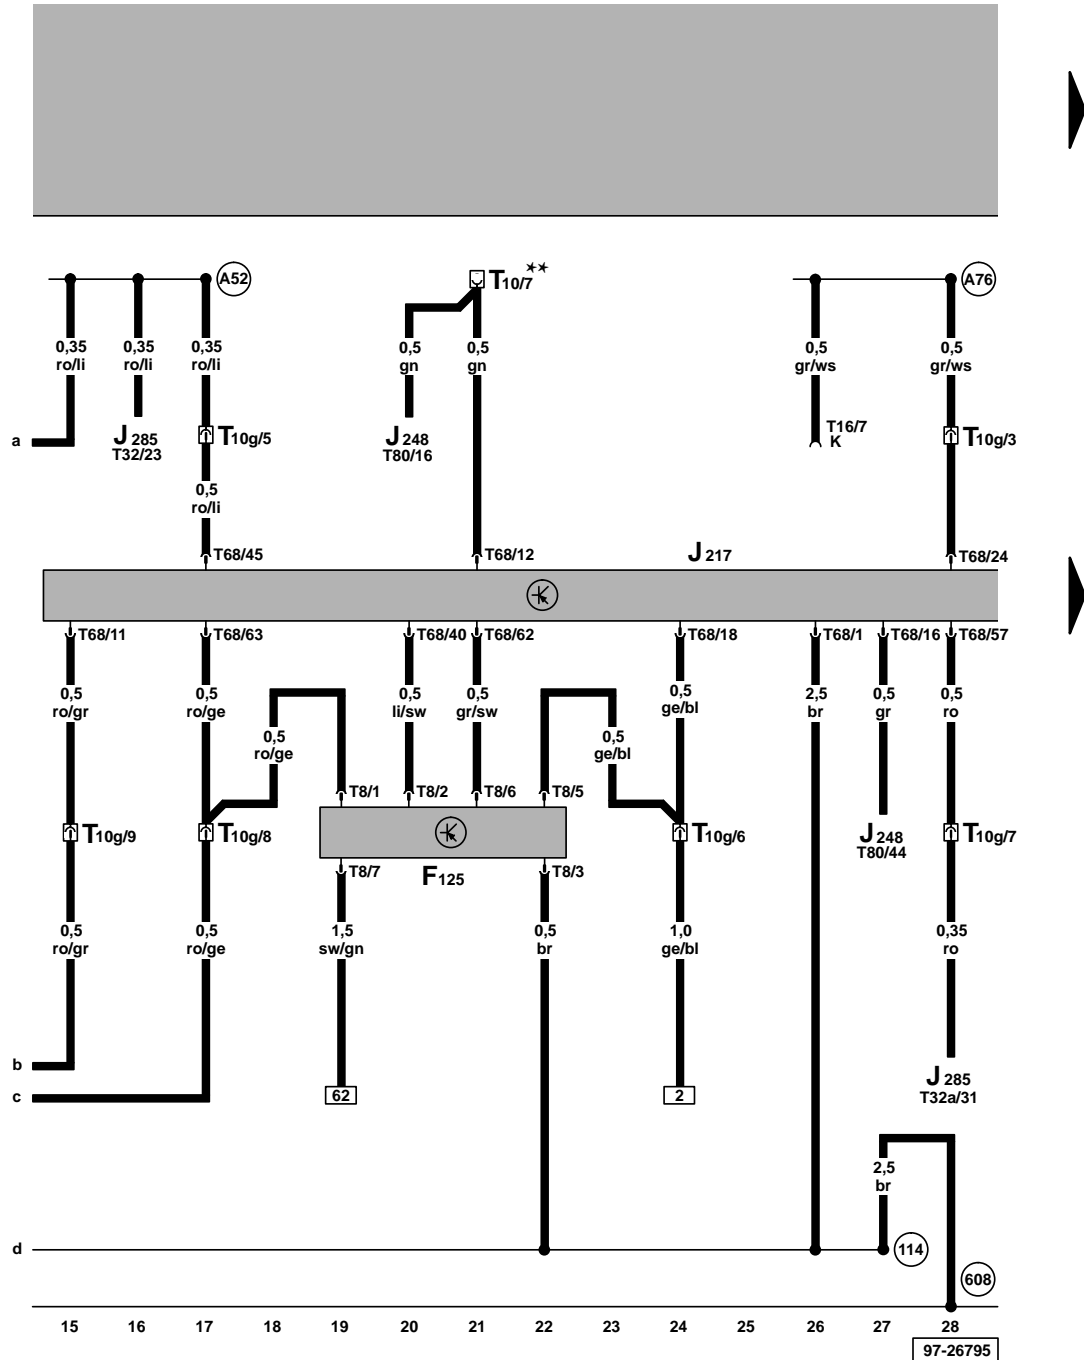 A52
T10/7 **
A76
0,35 0,35 0,35 0,5 0,5 0,5 0,5
ro/li ro/li ro/li gn gn gr/ws gr/ws
a
J 285
T32/23
T10g/5
J 248
T80/16
T16/7
K
T10g/3
0,5
ro/li
T68/45
T68/12
J 217
T68/24
T68/11 T68/63 T68/40 T68/62 T68/18 T68/1 T68/16 T68/57
0,5 0,5 0,5 0,5 0,5 2,5 0,5 0,5
ro/gr ro/ge li/sw gr/sw ge/bl br gr ro
0,5 0,5
ro/ge ge/bl
T8/1 T8/2 T8/6 T8/5
T10g/9 T10g/8 T10g/6
J 248
T80/44
T10g/7
T8/7
F125
T8/3
0,5 0,5 1,5 0,5 1,0 0,35
ro/gr ro/ge sw/gn br ge/bl ro
b
c
62
2
J 285
T32a/31
2,5
br
d
114
608
15 16 17 18 19 20 21 22 23 24 25 26 27 28
97-26795